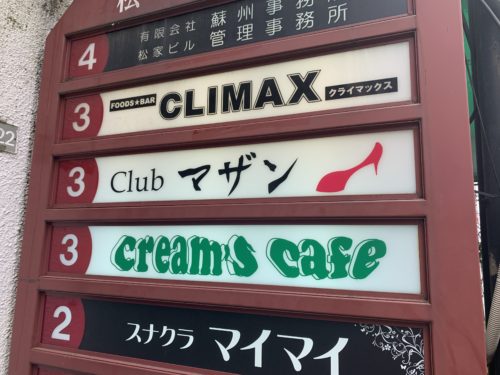 松
4
有限会社 蘇州事務所
松家ビル 管理事務所
3
FOODS★BAR CLIMAX クライマックス
22
3
Club マザン
3
cream's cafe
2
スナクラ マイマイ